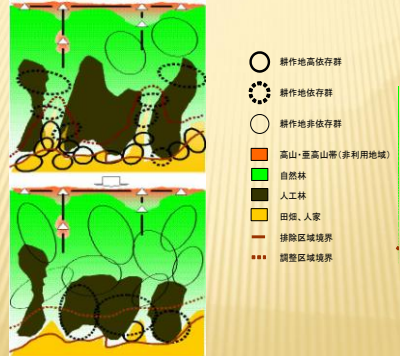 耕作地高依存群
耕作地依存群
耕作地非依存群
高山・亜高山帯(非利用地域)
自然林
人工林
田畑、人家
排除区域境界
調整区域境界